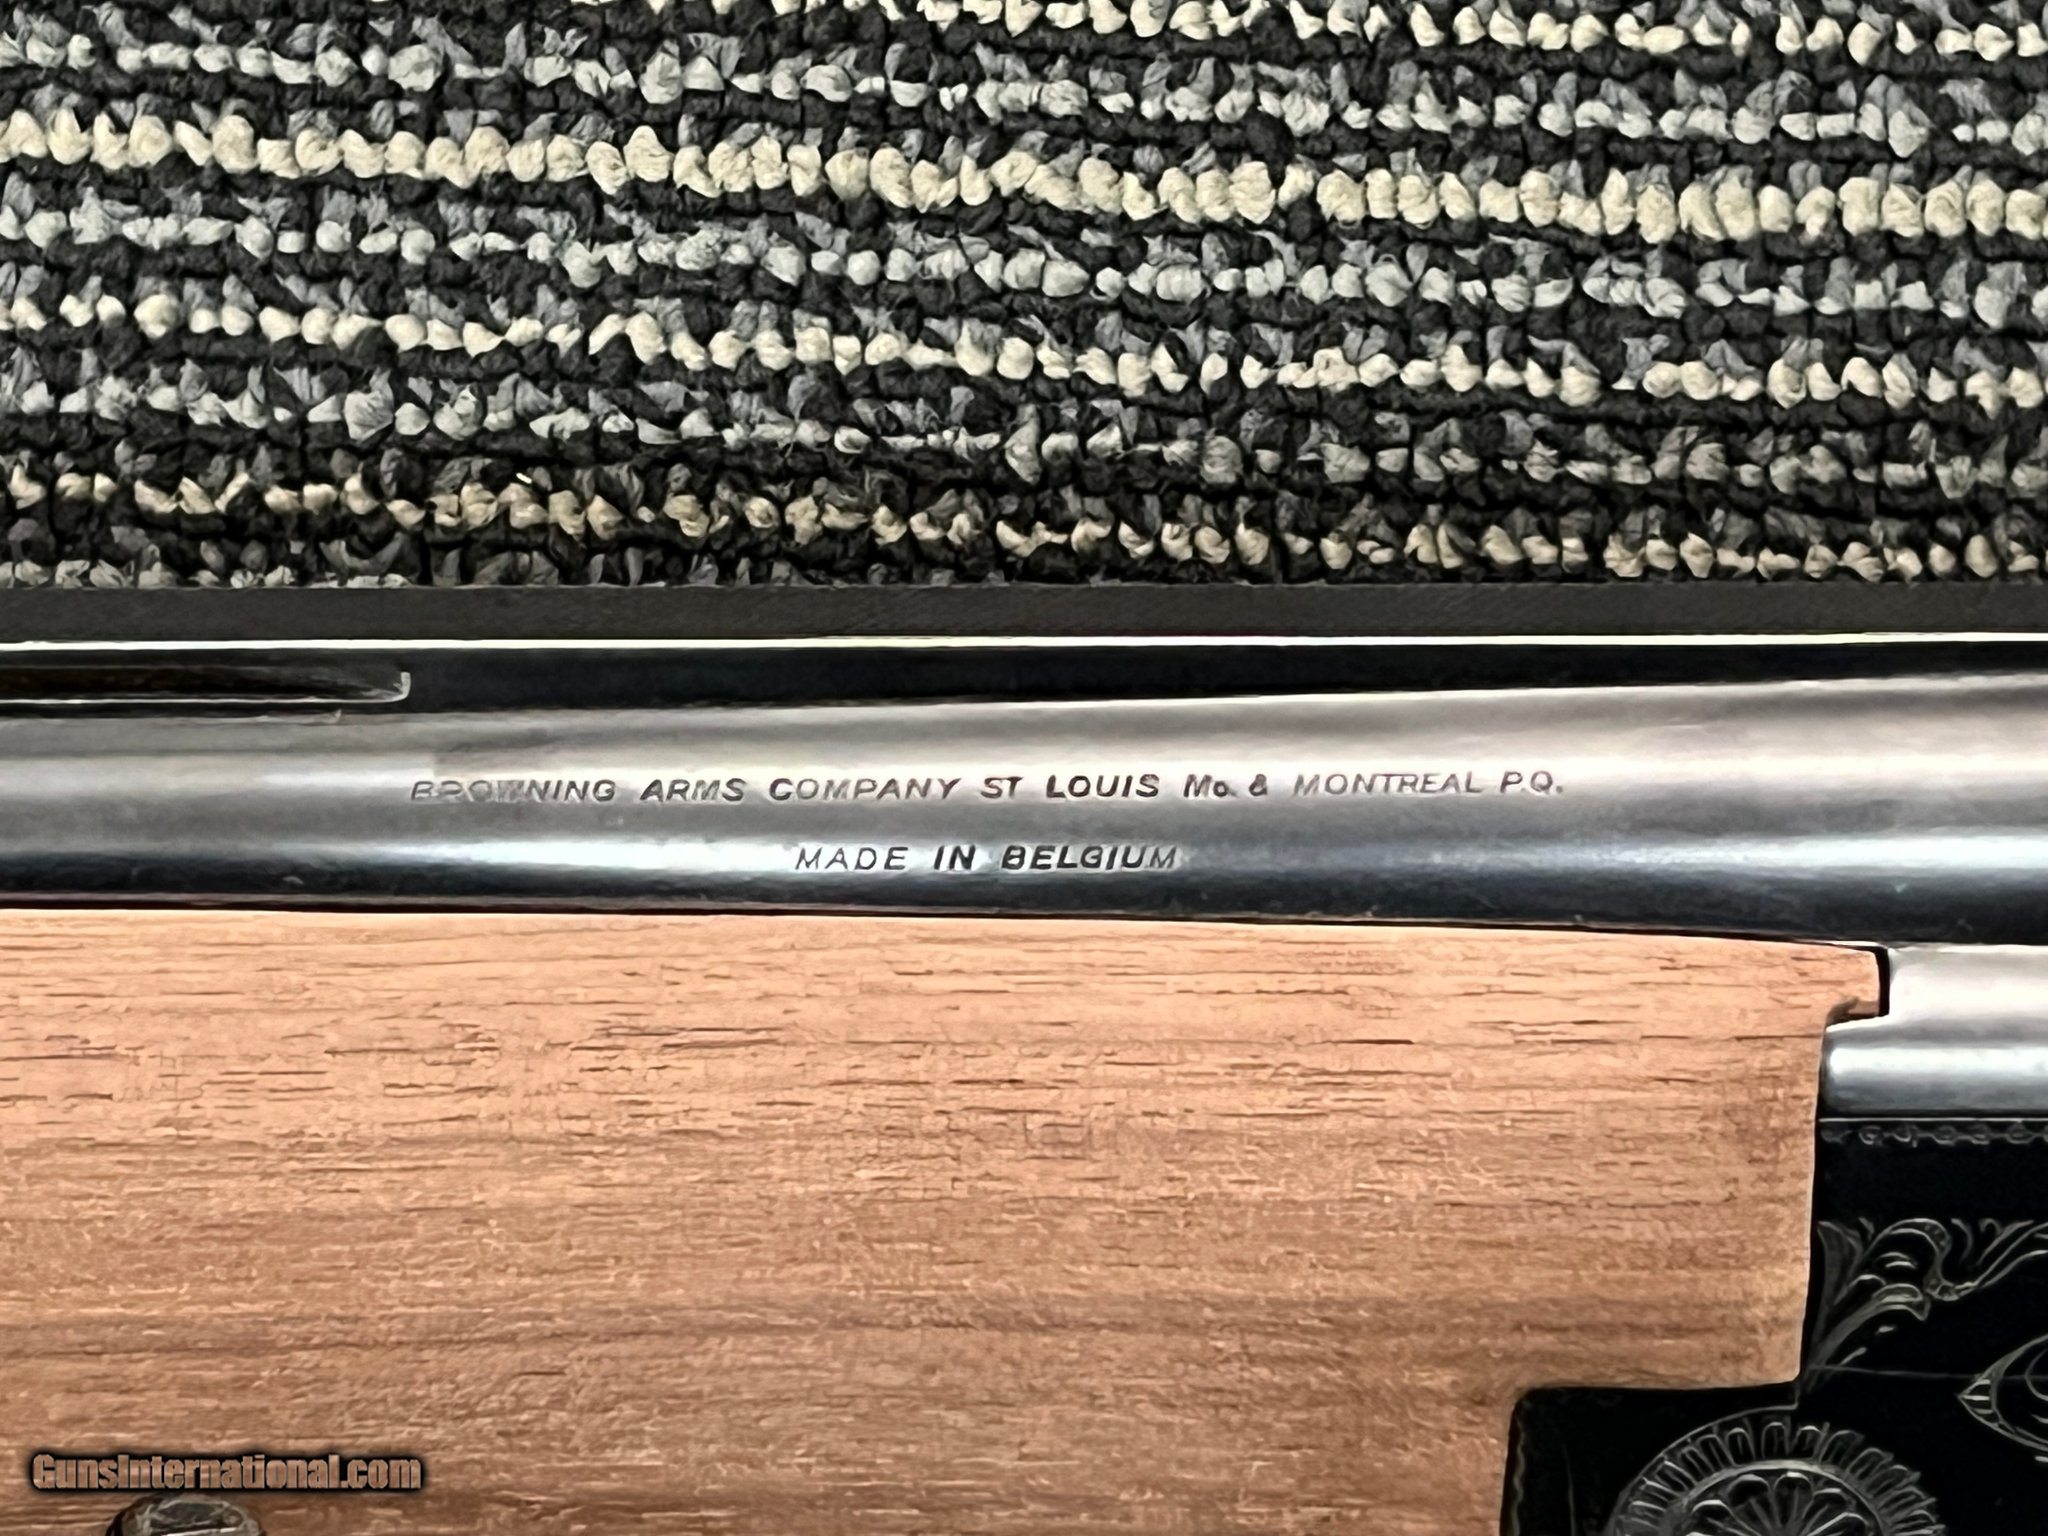 BROWNING ARMS COMPANY ST LOUIS Mo. & MONTREAL P.Q.
MADE IN BELGIUM
GunsInternational.com